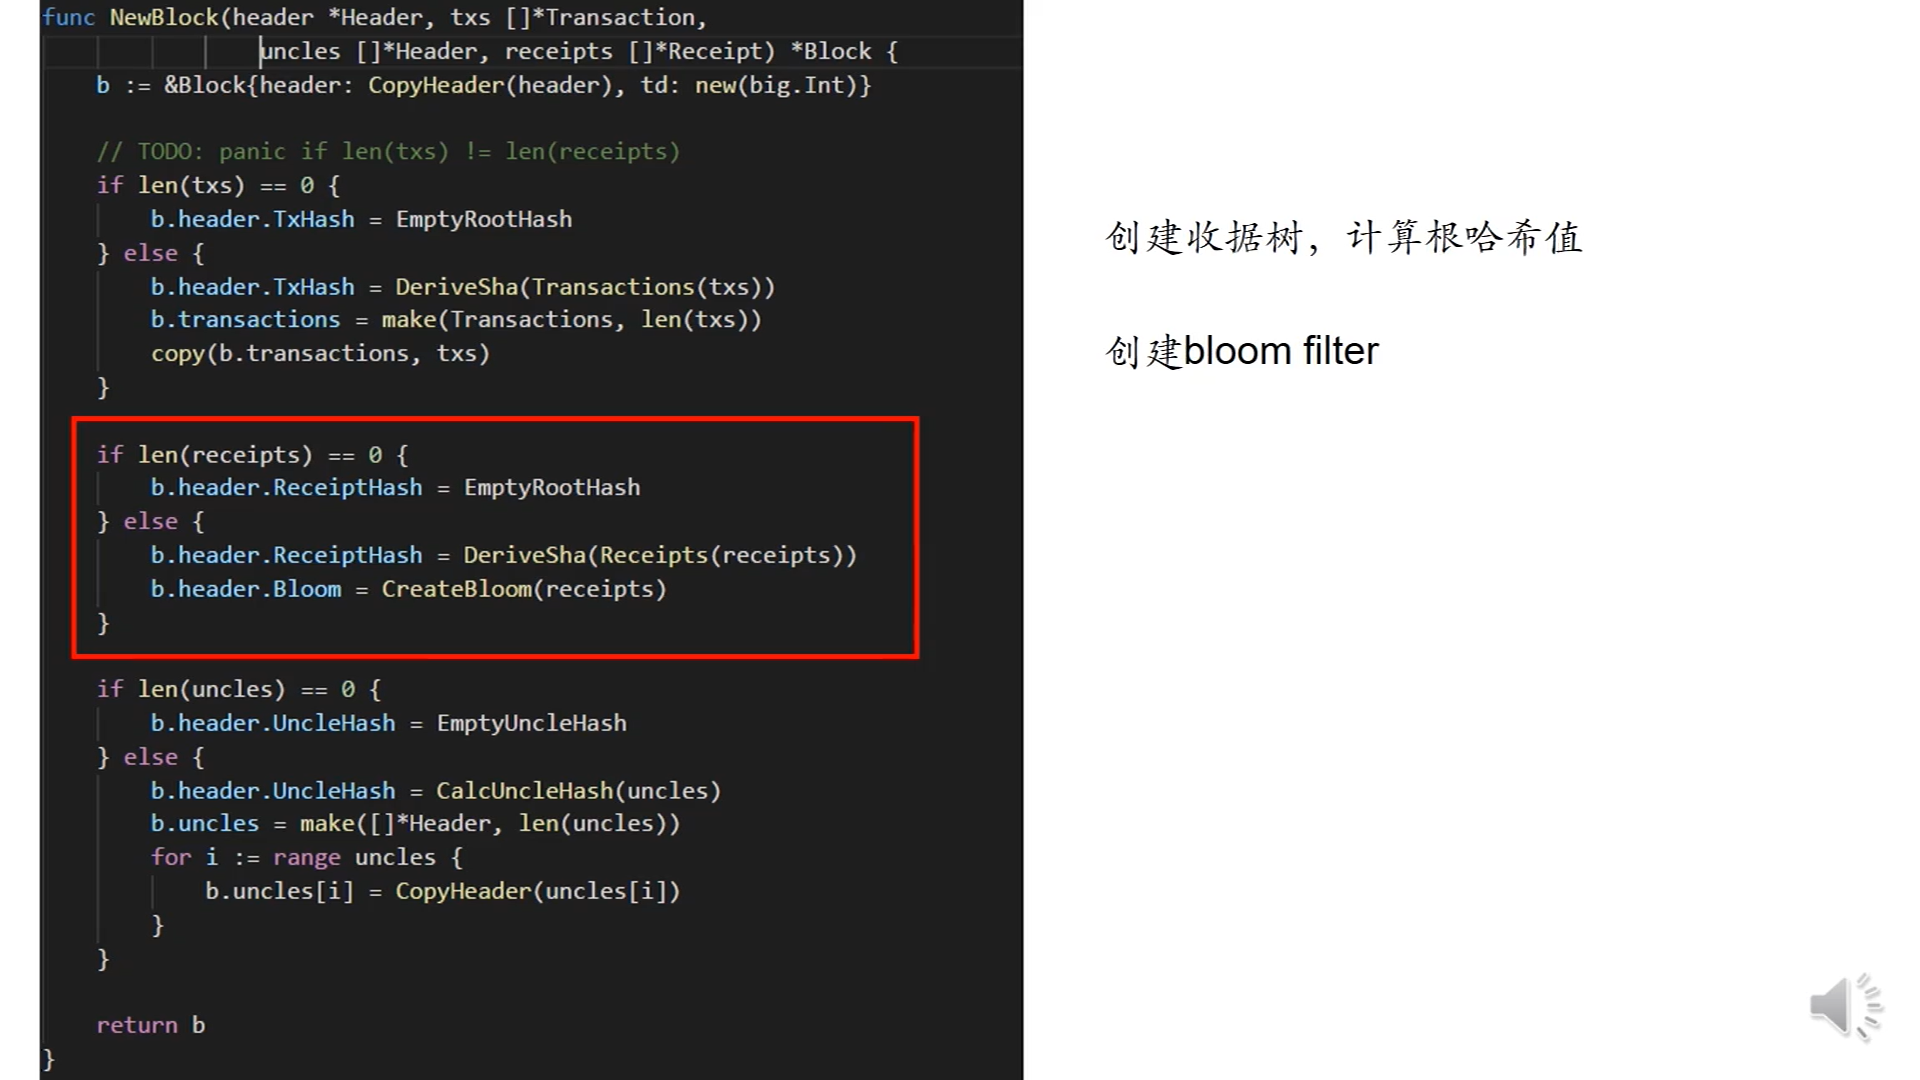 func NewBlock(header *Header, txs []*Transaction,
uncles []*Header, receipts []*Receipt) *Block {
b := &Block{header: CopyHeader(header), td: new(big.Int)}
// TODO: panic if len(txs) != len(receipts)
if len(txs) == 0 {
b.header.TxHash = EmptyRootHash
} else {
b.header.TxHash = DeriveSha(Transactions(txs))
b.transactions = make(Transactions, len(txs))
copy(b.transactions, txs)
}
if len(receipts) == 0 {
b.header.ReceiptHash = EmptyRootHash
} else {
b.header.ReceiptHash = DeriveSha(Receipts(receipts))
b.header.Bloom = CreateBloom(receipts)
}
if len(uncles) == 0 {
b.header.UncleHash = EmptyUncleHash
} else {
b.header.UncleHash = CalcUncleHash(uncles)
b.uncles = make([]*Header, len(uncles))
for i := range uncles {
b.uncles[i] = CopyHeader(uncles[i])
}
}
return b
}
创建收据树，计算根哈希值
创建bloom filter